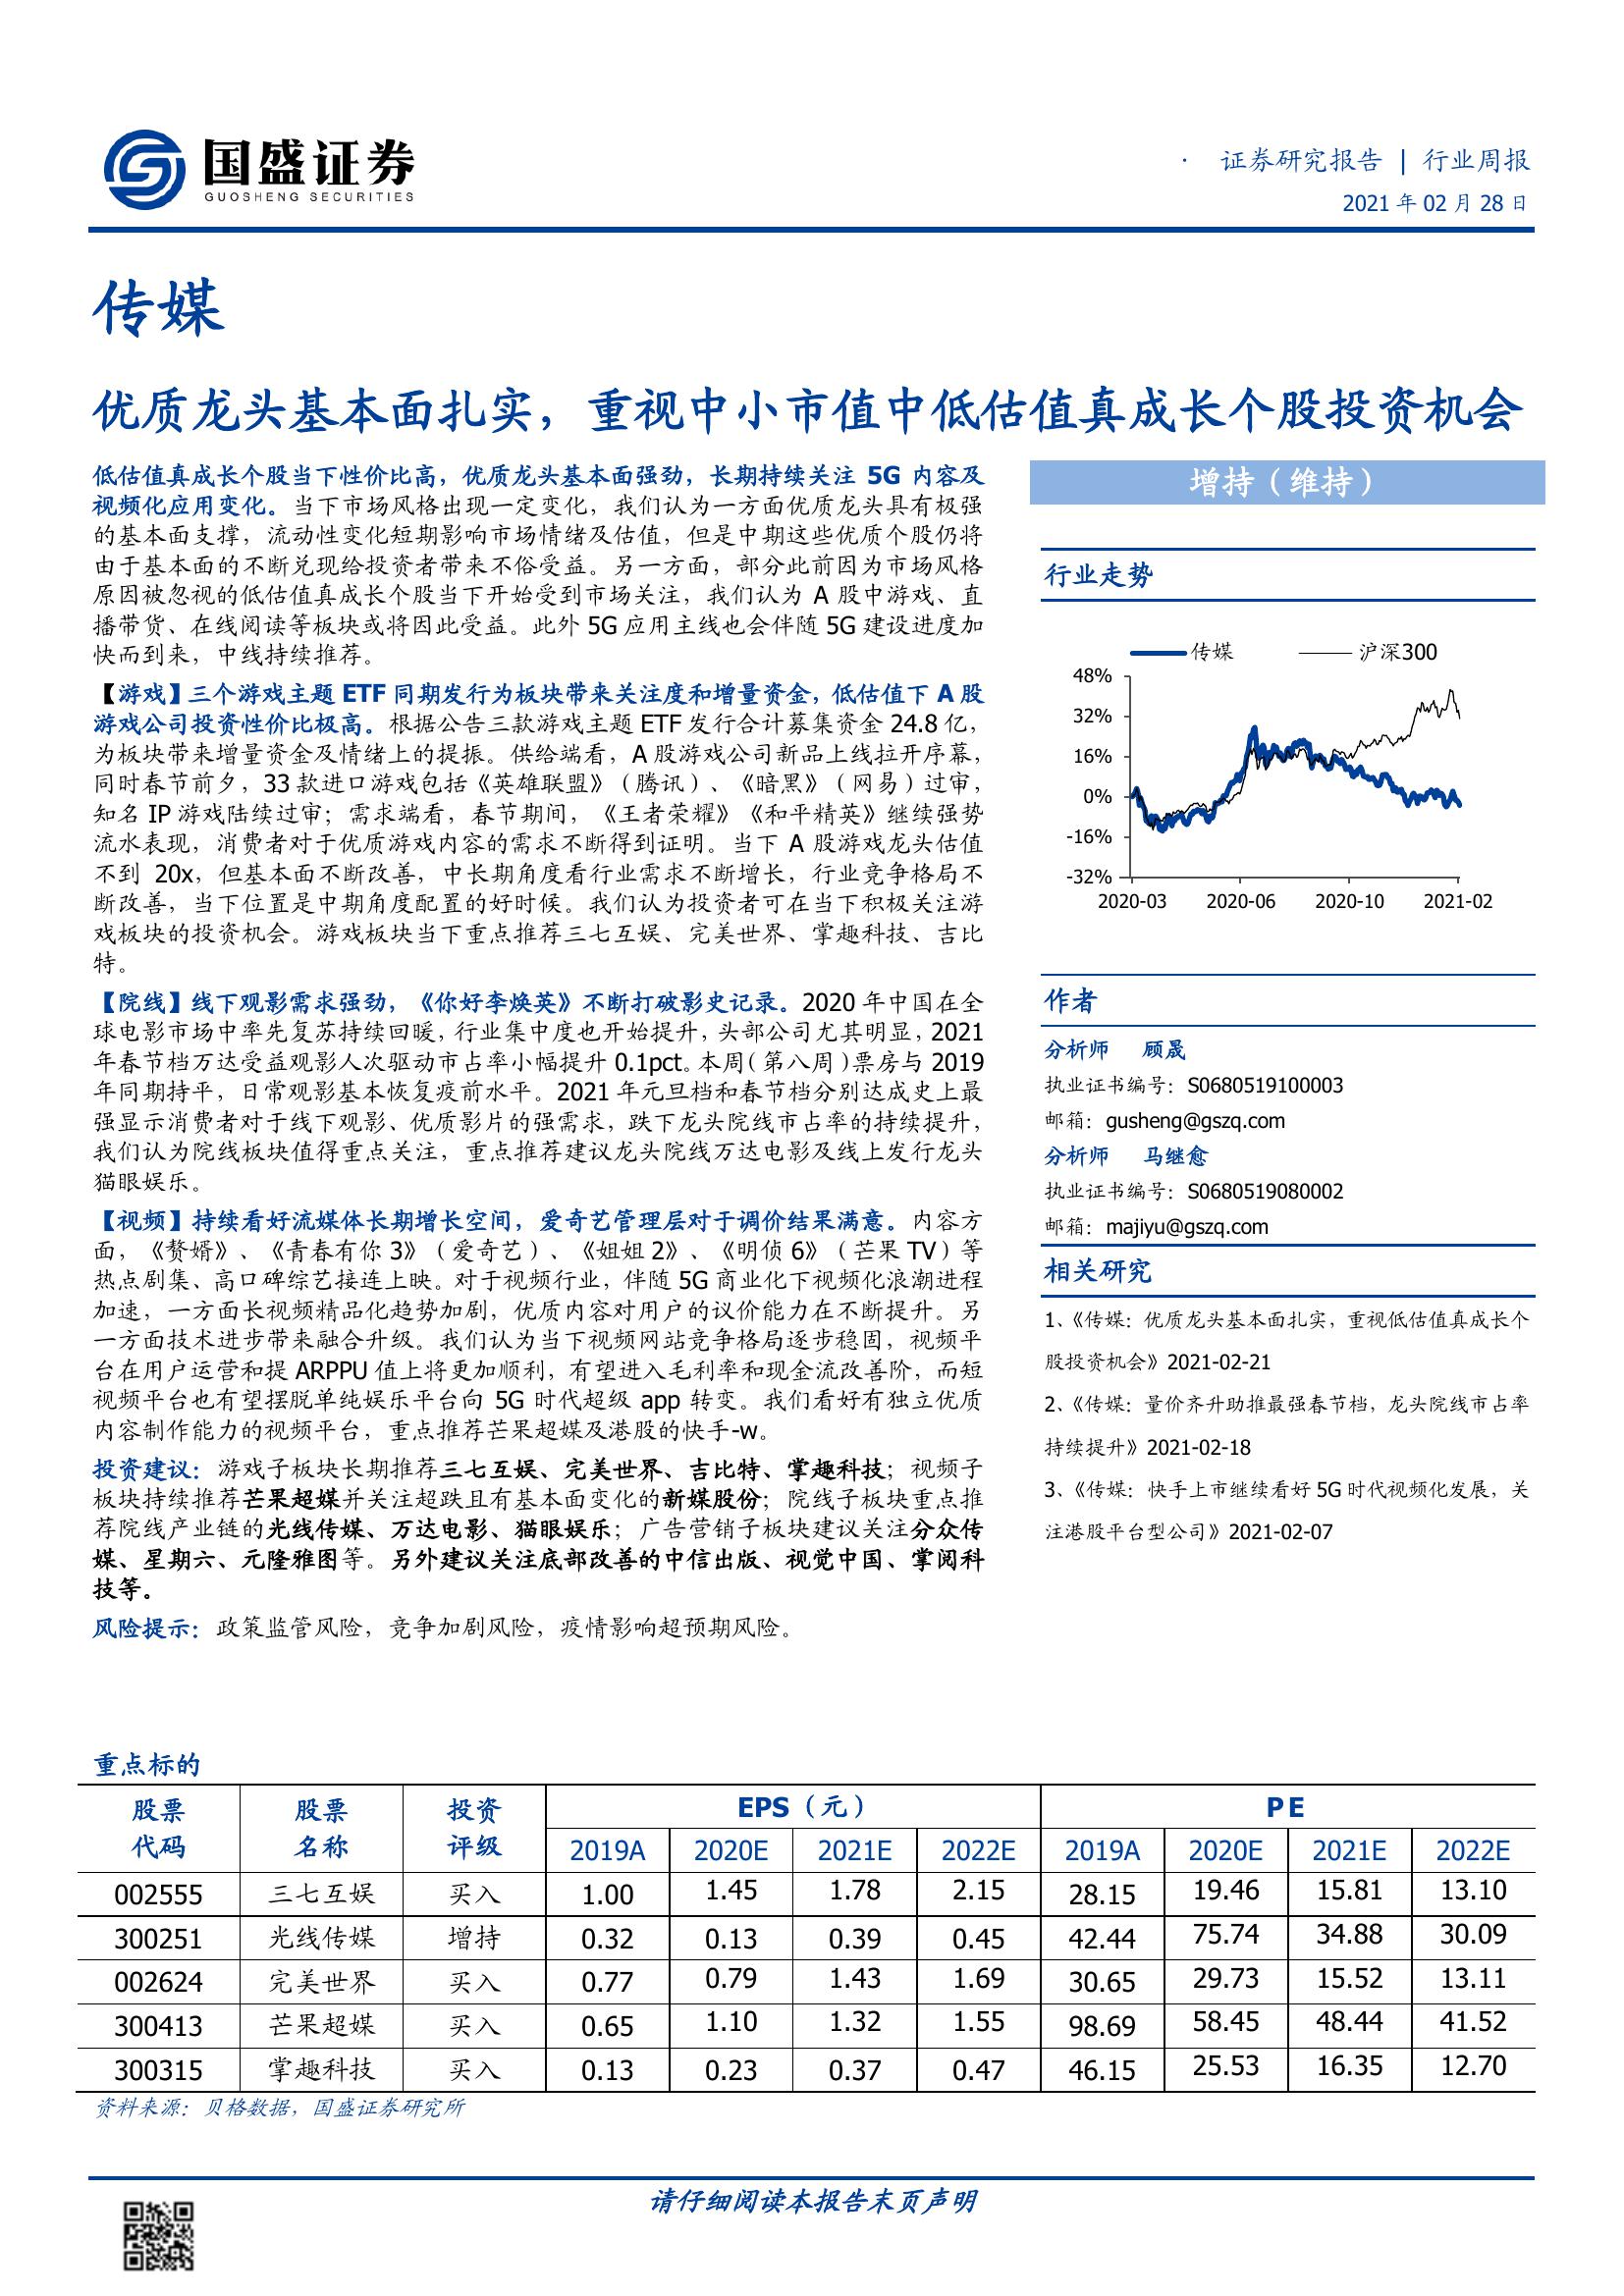 国盛证券
GUOSHENG SECURITIES
· 证券研究报告 | 行业周报
2021 年 02 月 28 日
传媒
优质龙头基本面扎实，重视中小市值中低估值真成长个股投资机会
低估值真成长个股当下性价比高，优质龙头基本面强劲，长期持续关注 5G 内容及
视频化应用变化。当下市场风格出现一定变化，我们认为一方面优质龙头具有极强
的基本面支撑，流动性变化短期影响市场情绪及估值，但是中期这些优质个股仍将
由于基本面的不断兑现给投资者带来不俗受益。另一方面，部分此前因为市场风格
原因被忽视的低估值真成长个股当下开始受到市场关注，我们认为 A 股中游戏、直
播带货、在线阅读等板块或将因此受益。此外 5G 应用主线也会伴随 5G 建设进度加
快而到来，中线持续推荐。
【游戏】三个游戏主题 ETF 同期发行为板块带来关注度和增量资金，低估值下 A 股
游戏公司投资性价比极高。根据公告三款游戏主题 ETF 发行合计募集资金 24.8 亿，
为板块带来增量资金及情绪上的提振。供给端看，A 股游戏公司新品上线拉开序幕，
同时春节前夕，33 款进口游戏包括《英雄联盟》（腾讯）、《暗黑》（网易）过审，
知名 IP 游戏陆续过审；需求端看，春节期间，《王者荣耀》《和平精英》继续强势
流水表现，消费者对于优质游戏内容的需求不断得到证明。当下 A 股游戏龙头估值
不到 20x，但基本面不断改善，中长期角度看行业需求不断增长，行业竞争格局不
断改善，当下位置是中期角度配置的好时候。我们认为投资者可在当下积极关注游
戏板块的投资机会。游戏板块当下重点推荐三七互娱、完美世界、掌趣科技、吉比
特。
【院线】线下观影需求强劲，《你好李焕英》不断打破影史记录。2020 年中国在全
球电影市场中率先复苏持续回暖，行业集中度也开始提升，头部公司尤其明显，2021
年春节档万达受益观影人次驱动市占率小幅提升 0.1pct。本周（第八周）票房与 2019
年同期持平，日常观影基本恢复疫前水平。2021 年元旦档和春节档分别达成史上最
强显示消费者对于线下观影、优质影片的强需求，跌下龙头院线市占率的持续提升，
我们认为院线板块值得重点关注，重点推荐建议龙头院线万达电影及线上发行龙头
猫眼娱乐。
【视频】持续看好流媒体长期增长空间，爱奇艺管理层对于调价结果满意。内容方
面，《赘婿》、《青春有你 3》（爱奇艺）、《姐姐 2》、《明侦 6》（芒果 TV）等
热点剧集、高口碑综艺接连上映。对于视频行业，伴随 5G 商业化下视频化浪潮进程
加速，一方面长视频精品化趋势加剧，优质内容对用户的议价能力在不断提升。另
一方面技术进步带来融合升级。我们认为当下视频网站竞争格局逐步稳固，视频平
台在用户运营和提 ARPPU 值上将更加顺利，有望进入毛利率和现金流改善阶，而短
视频平台也有望摆脱单纯娱乐平台向 5G 时代超级 app 转变。我们看好有独立优质
内容制作能力的视频平台，重点推荐芒果超媒及港股的快手-w。
投资建议：游戏子板块长期推荐三七互娱、完美世界、吉比特、掌趣科技；视频子
板块持续推荐芒果超媒并关注超跌且有基本面变化的新媒股份；院线子板块重点推
荐院线产业链的光线传媒、万达电影、猫眼娱乐；广告营销子板块建议关注分众传
媒、星期六、元隆雅图等。另外建议关注底部改善的中信出版、视觉中国、掌阅科
技等。
风险提示：政策监管风险，竞争加剧风险，疫情影响超预期风险。
增持（维持）
行业走势
传媒 沪深300
48%
32%
16%
0%
-16%
-32%
2020-03 2020-06 2020-10 2021-02
作者
分析师 顾晟
执业证书编号：S0680519100003
邮箱：gusheng@gszq.com
分析师 马继愈
执业证书编号：S0680519080002
邮箱：majiyu@gszq.com
相关研究
1、《传媒：优质龙头基本面扎实，重视低估值真成长个
股投资机会》2021-02-21
2、《传媒：量价齐升助推最强春节档，龙头院线市占率
持续提升》2021-02-18
3、《传媒：快手上市继续看好 5G 时代视频化发展，关
注港股平台型公司》2021-02-07
重点标的
股票 股票 投资 EPS（元） P E
代码 名称 评级 2019A 2020E 2021E 2022E 2019A 2020E 2021E 2022E
002555 三七互娱 买入 1.00 1.45 1.78 2.15 28.15 19.46 15.81 13.10
300251 光线传媒 增持 0.32 0.13 0.39 0.45 42.44 75.74 34.88 30.09
002624 完美世界 买入 0.77 0.79 1.43 1.69 30.65 29.73 15.52 13.11
300413 芒果超媒 买入 0.65 1.10 1.32 1.55 98.69 58.45 48.44 41.52
300315 掌趣科技 买入 0.13 0.23 0.37 0.47 46.15 25.53 16.35 12.70
资料来源：贝格数据，国盛证券研究所
请仔细阅读本报告末页声明